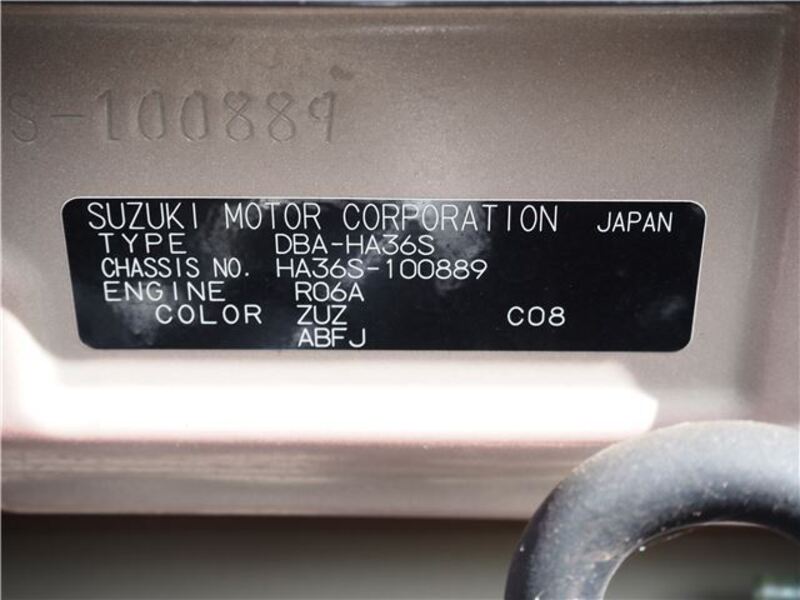 S-100889
SUZUKI MOTOR CORPORATION JAPAN
TYPE DBA-HA36S
CHASSIS NO. HA36S-100889
ENGINE R06A
COLOR ZUZ C08
ABFJ